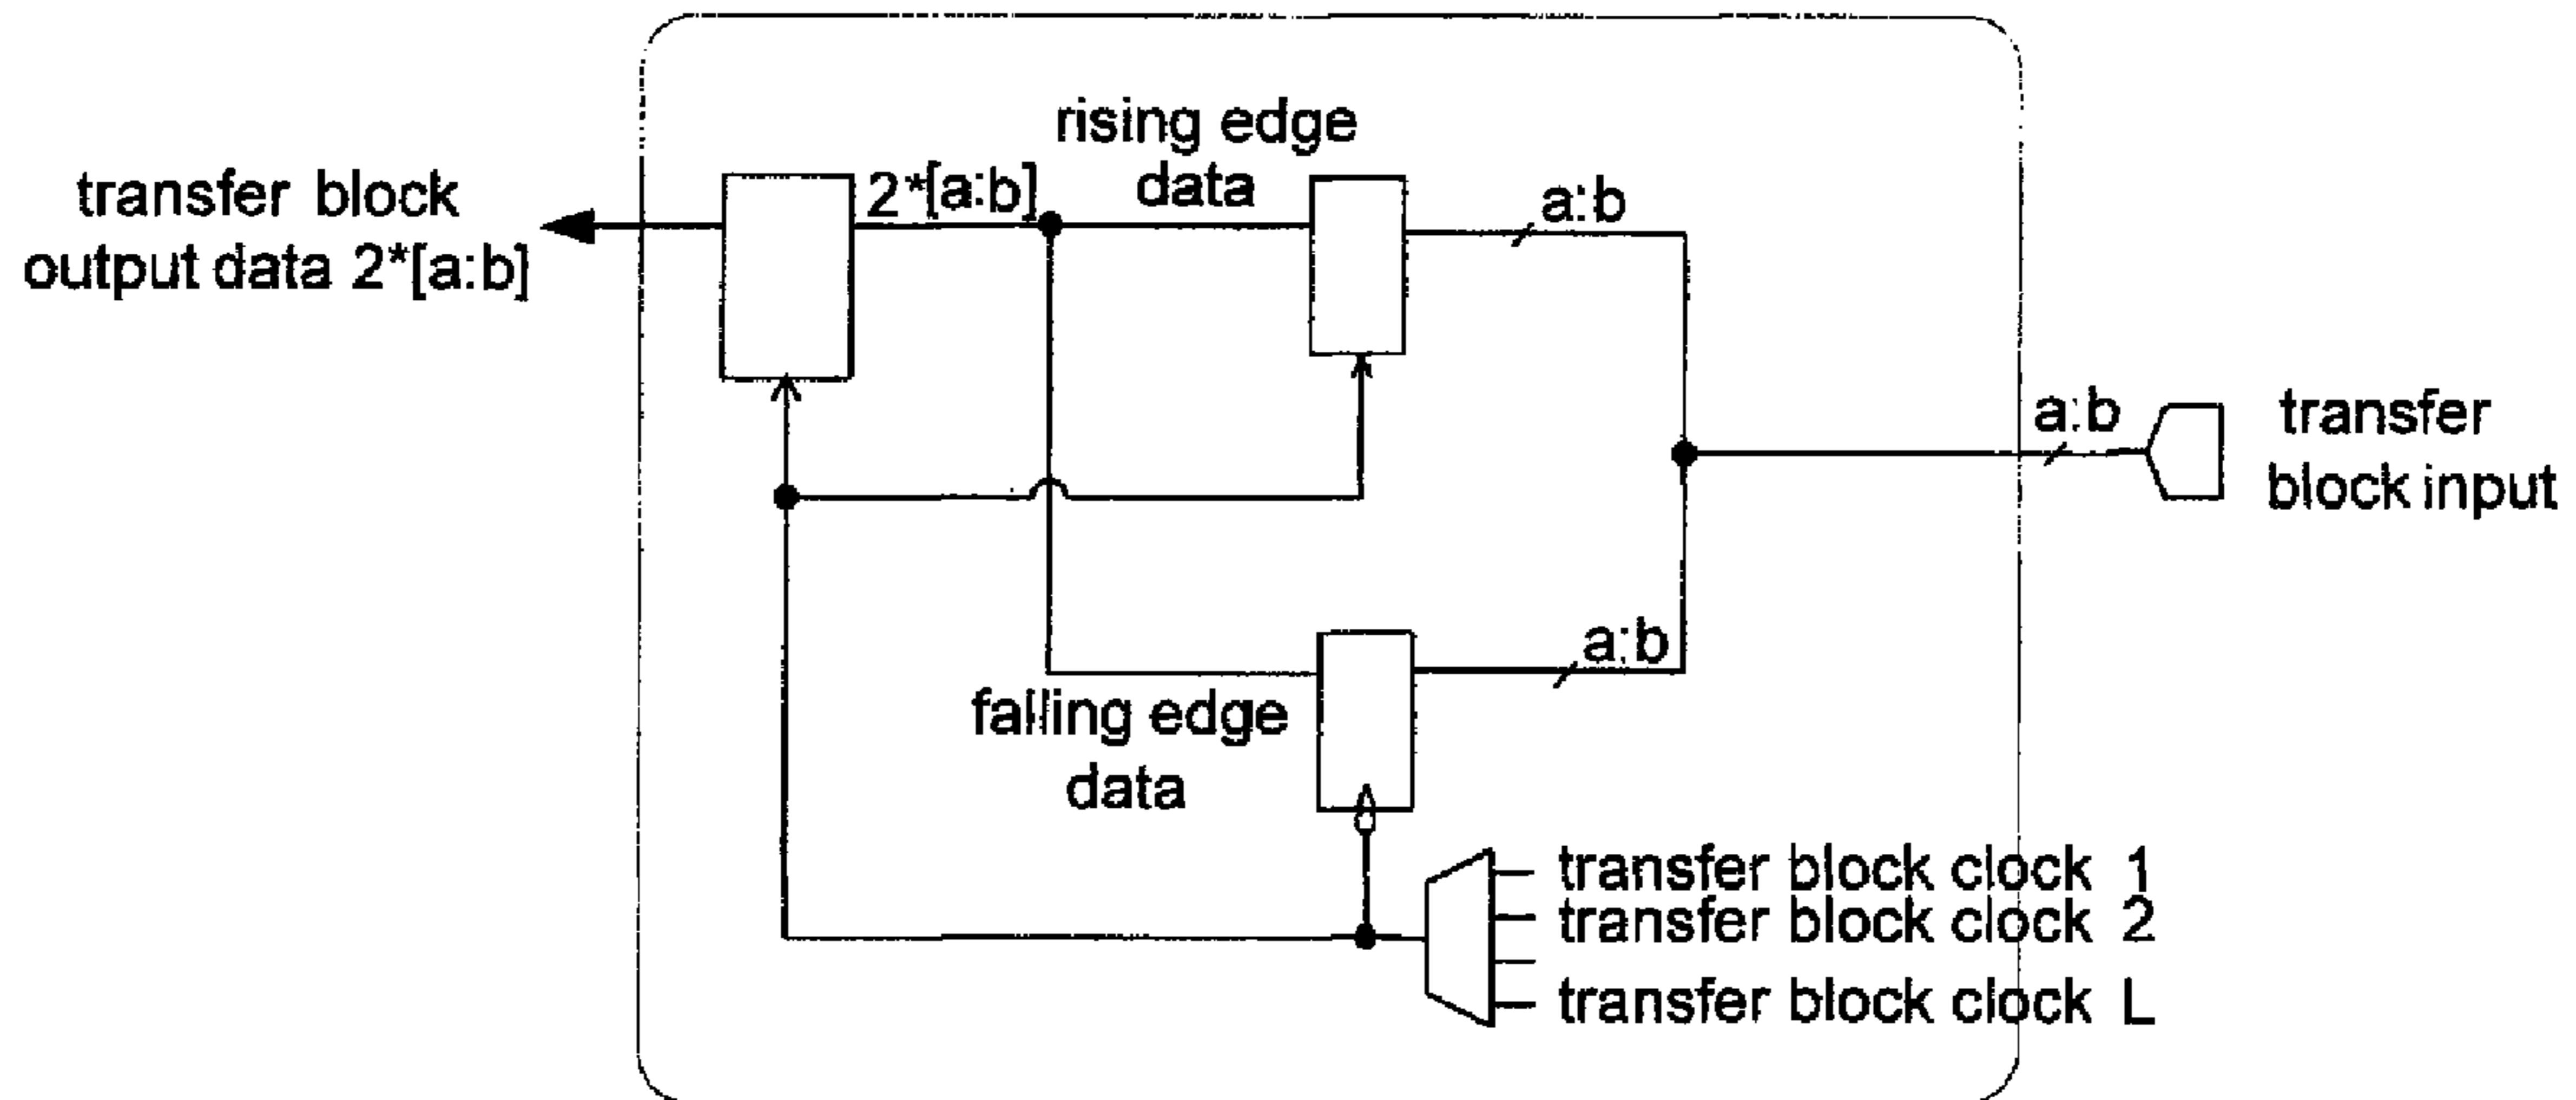 rising edge
data
transfer block
output data 2*[a:b]
2*[a:b]
a:b
a:b
transfer
block input
a:b
falling edge
data
transfer block clock 1
transfer block clock 2
transfer block clock L